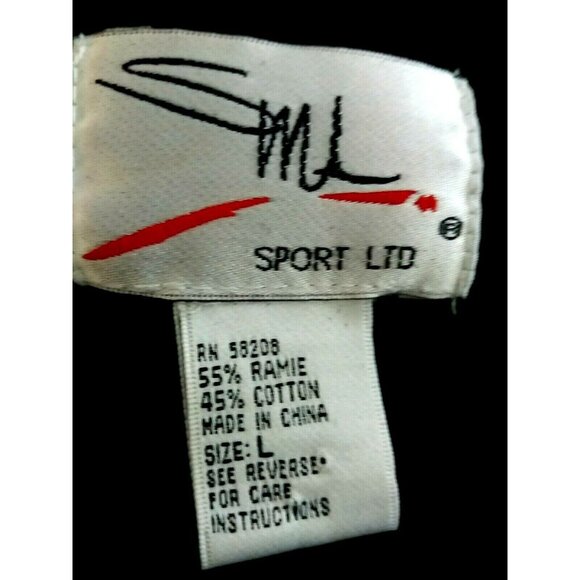 SML
SPORT LTD ®
RN 58208
55% RAMIE
45% COTTON
MADE IN CHINA
SIZE: L
SEE REVERSE
FOR CARE
INSTRUCTIONS